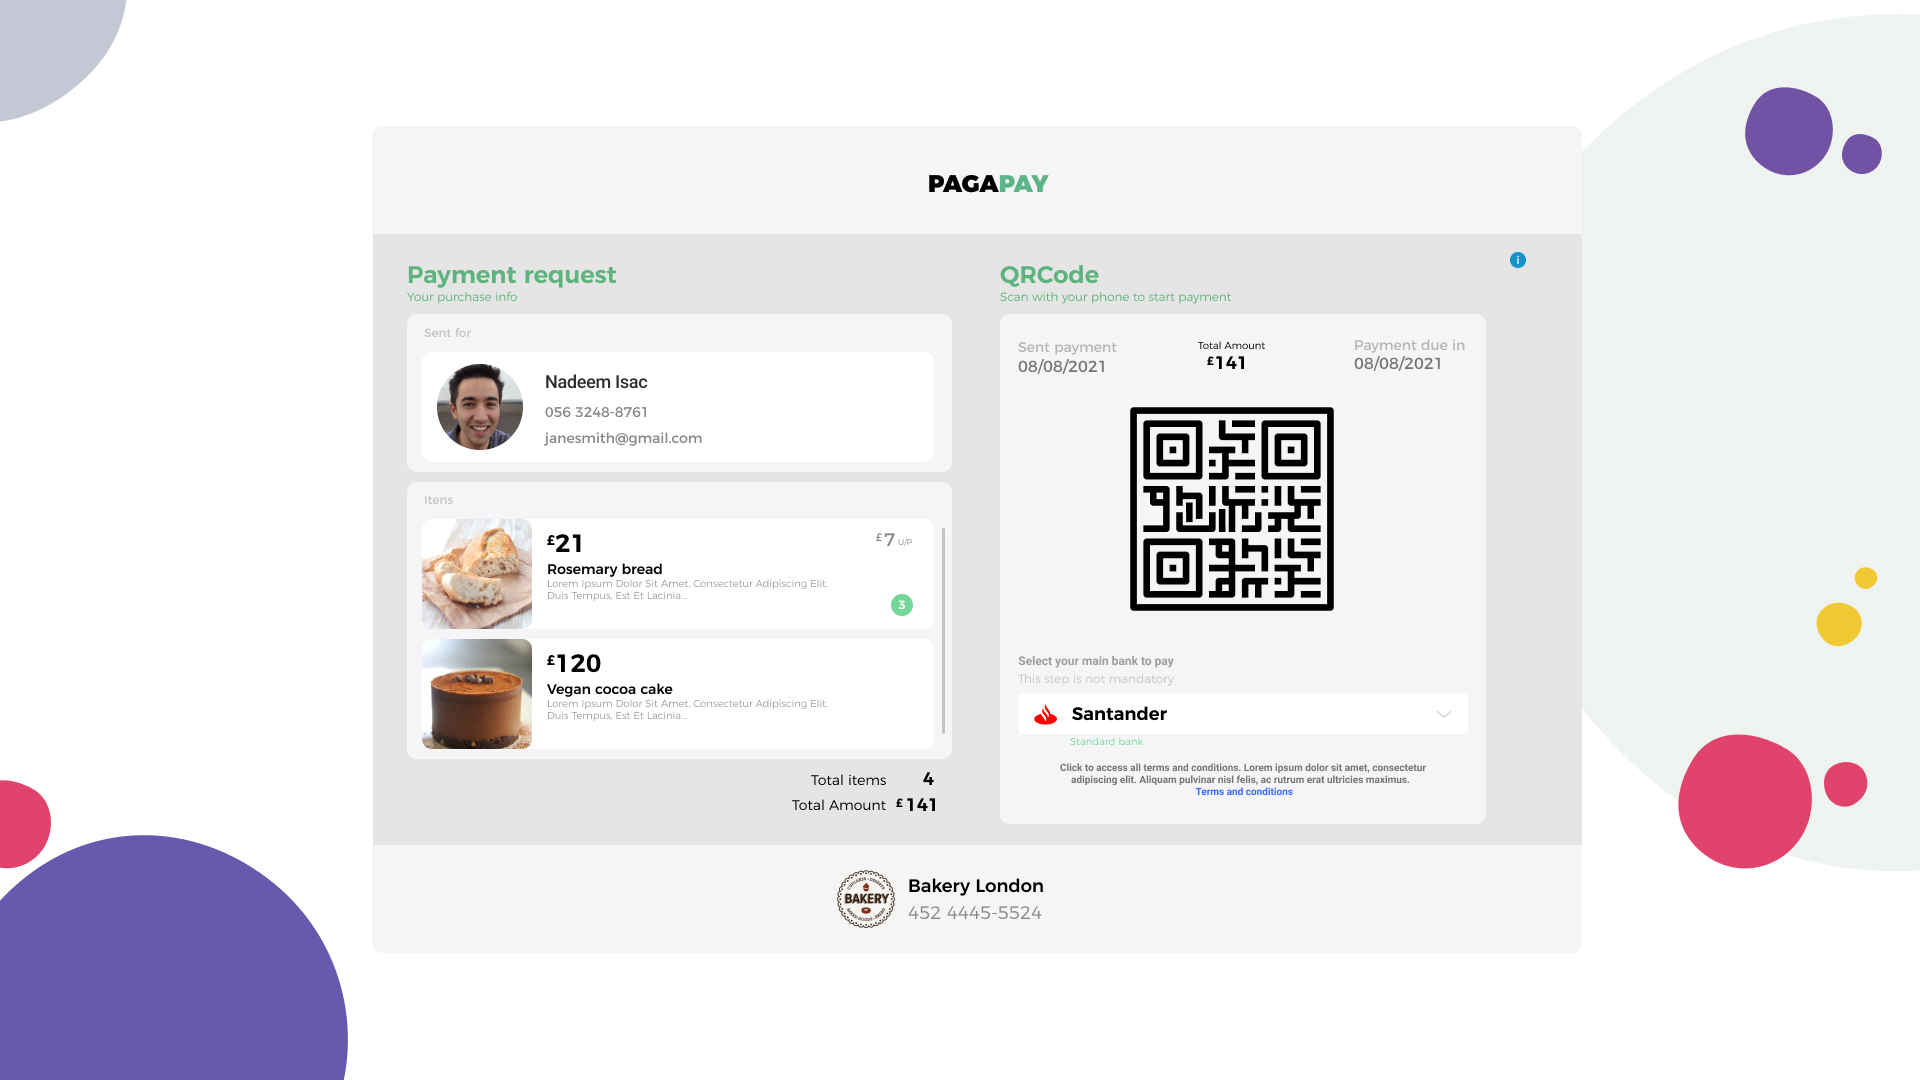 PAGAPAY
Payment request
Your purchase info
Sent for
Nadeem Isac
056 3248-8761
janesmith@gmail.com
Itens
£21
£7 U/P
Rosemary bread
Lorem Ipsum Dolor Sit Amet, Consectetur Adipiscing Elit.
Duis Tempus, Est Et Lacinia...
3
£120
Vegan cocoa cake
Lorem Ipsum Dolor Sit Amet, Consectetur Adipiscing Elit.
Duis Tempus, Est Et Lacinia...
Total items 4
Total Amount £141
QRCode
i
Scan with your phone to start payment
Sent payment
08/08/2021
Total Amount
£141
Payment due in
08/08/2021
Select your main bank to pay
This step is not mandatory
Santander
Standard bank
Click to access all terms and conditions. Lorem ipsum dolor sit amet, consectetur
adipiscing elit. Aliquam pulvinar nisl felis, ac rutrum erat ultricies maximus.
Terms and conditions
BAKERY
Bakery London
452 4445-5524